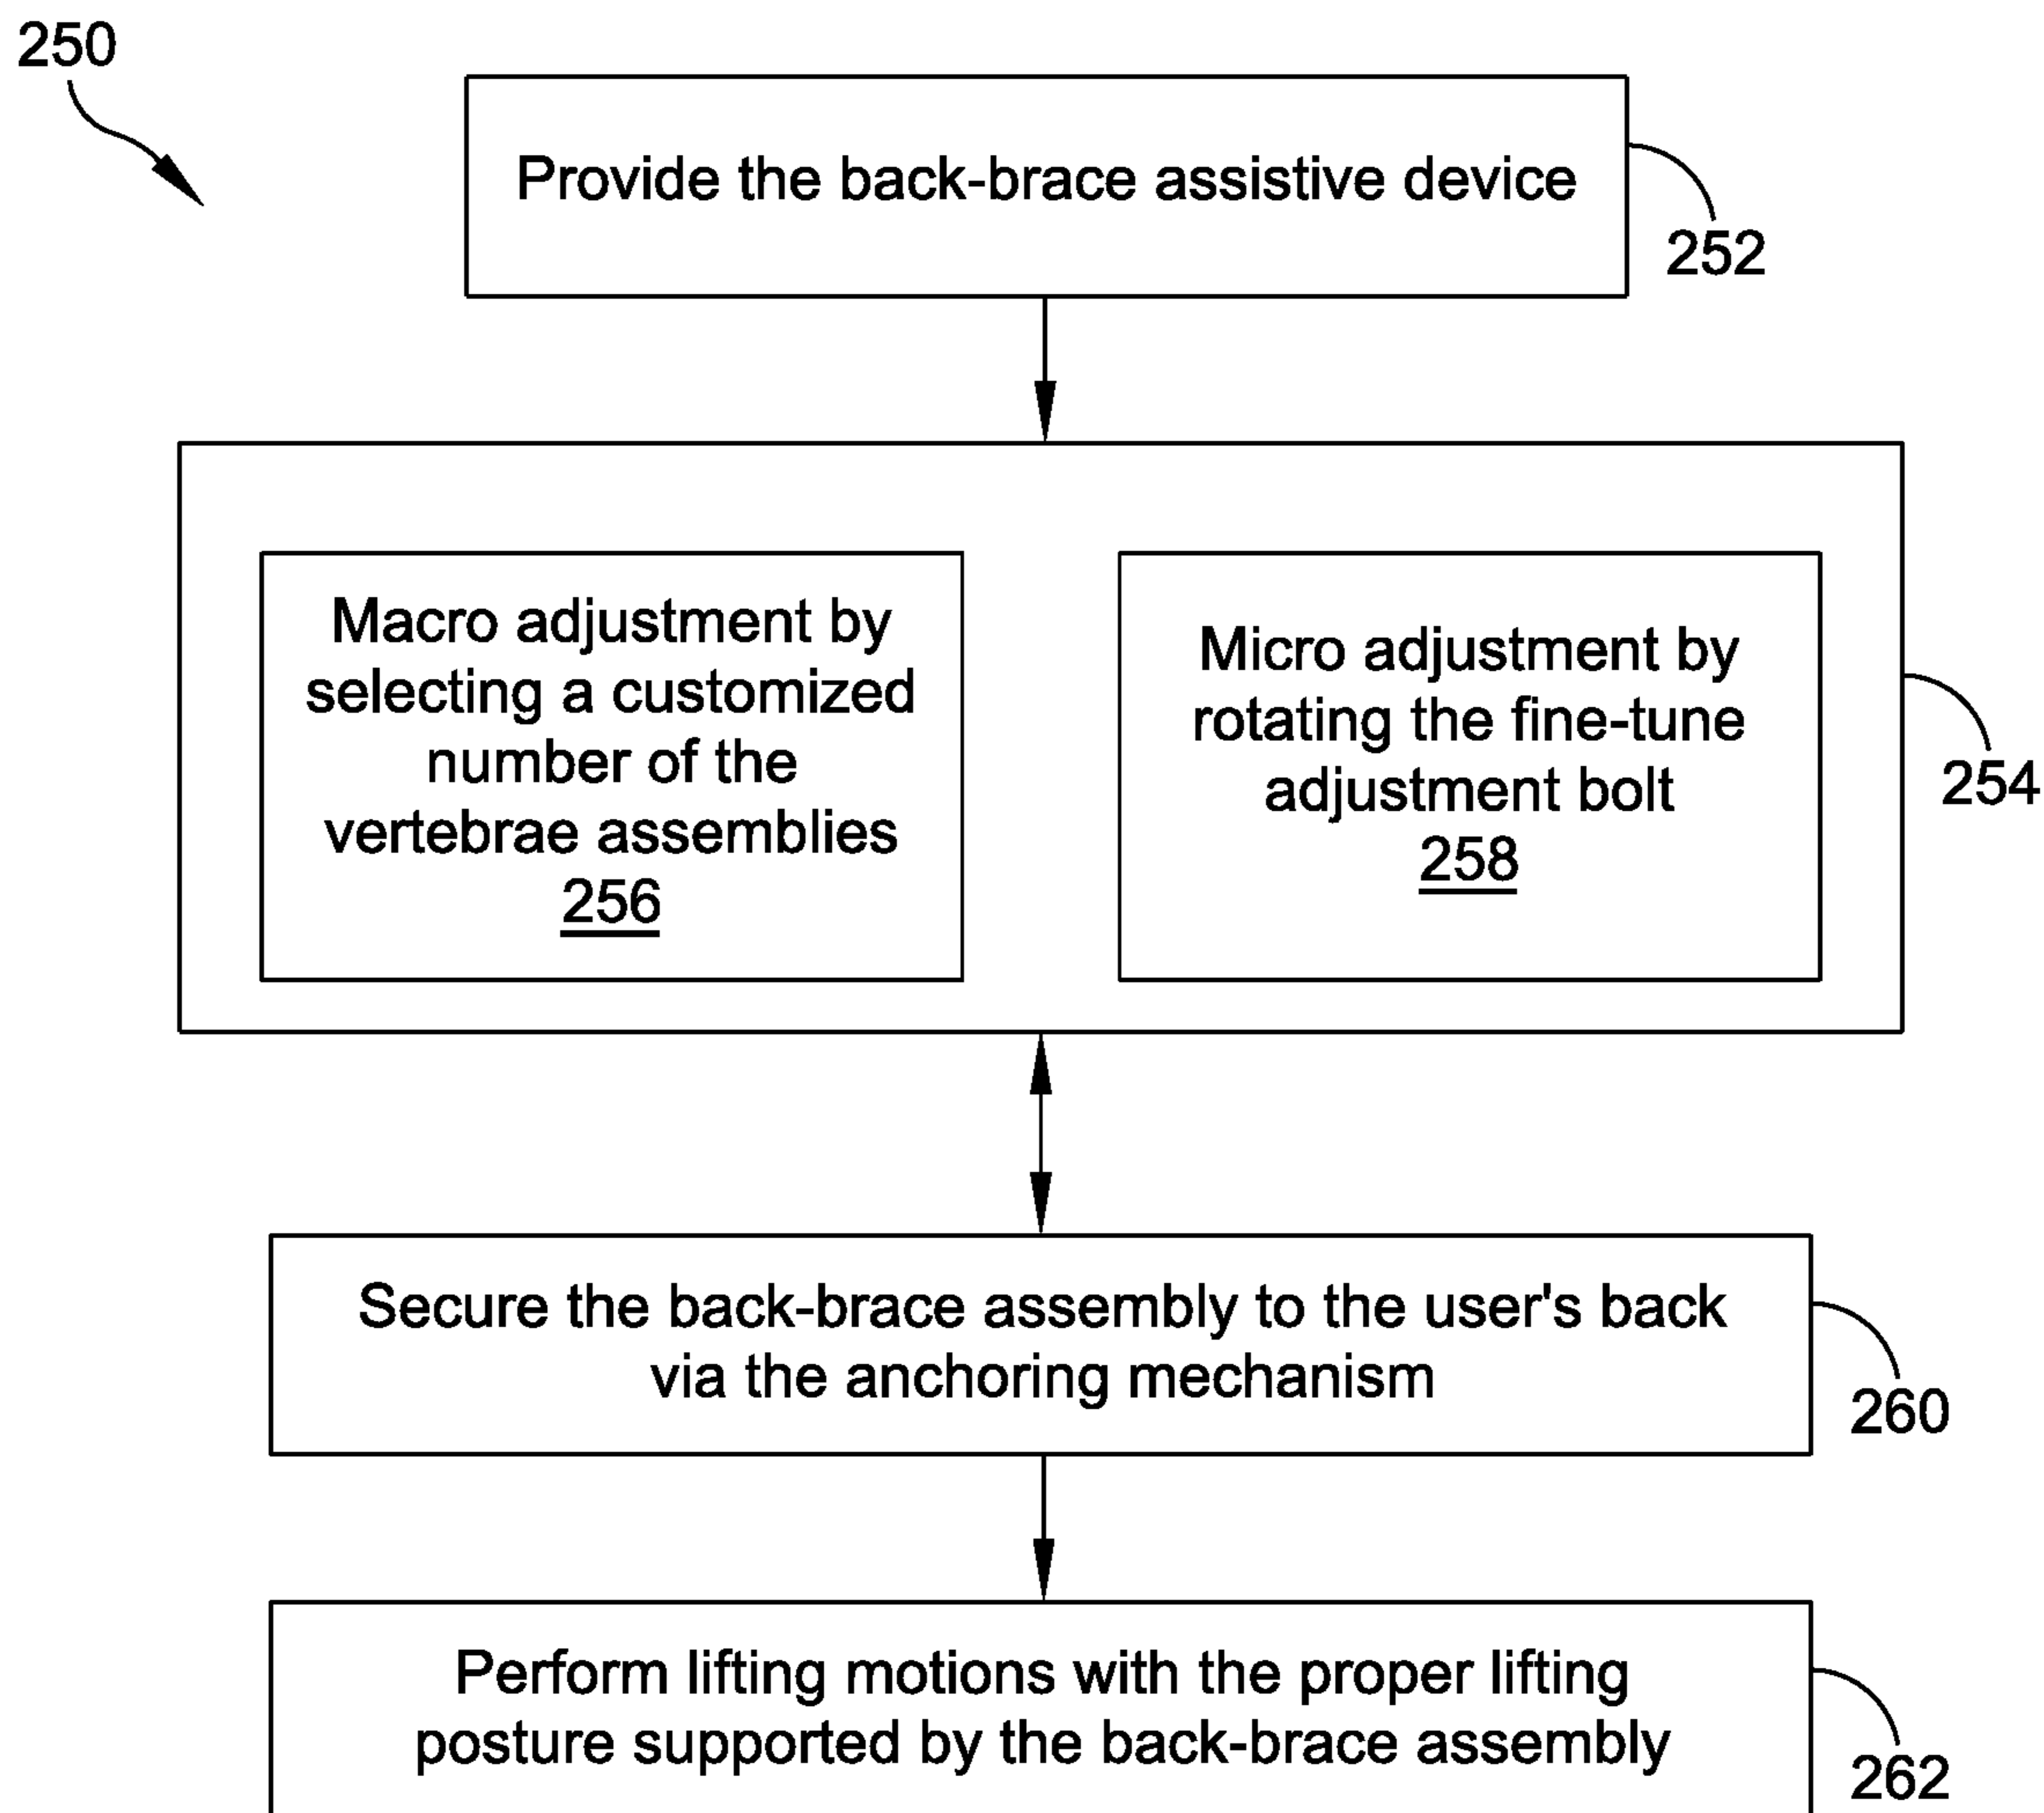 250
Provide the back-brace assistive device
252
Macro adjustment by
selecting a customized
number of the
vertebrae assemblies
256
Micro adjustment by
rotating the fine-tune
adjustment bolt
258
254
Secure the back-brace assembly to the user's back
via the anchoring mechanism
260
Perform lifting motions with the proper lifting
posture supported by the back-brace assembly
262